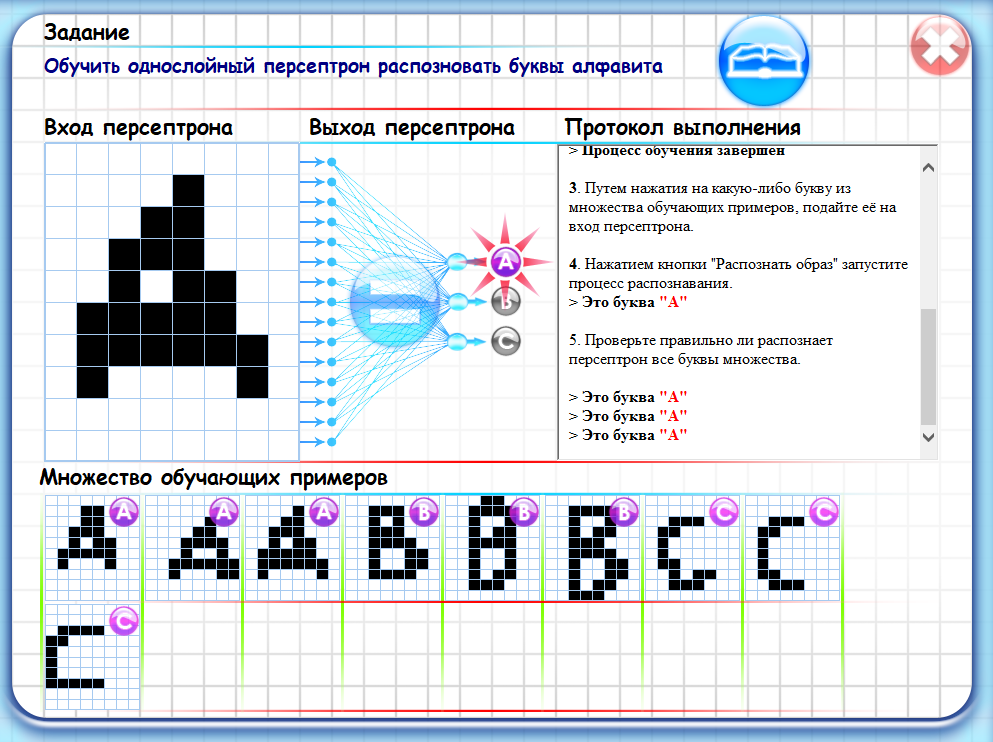 Задание
Обучить однослойный персептрон распозновать буквы алфавита
Вход персептрона
Выход персептрона
Протокол выполнения
A
B
C
> Процесс обучения завершен
3. Путем нажатия на какую-либо букву из
множества обучающих примеров, подайте её на
вход персептрона.
4. Нажатием кнопки "Распознать образ" запустите
процесс распознавания.
> Это буква "A"
5. Проверьте правильно ли распознает
персептрон все буквы множества.
> Это буква "A"
> Это буква "A"
> Это буква "A"
Множество обучающих примеров
A A A B B B C C
C